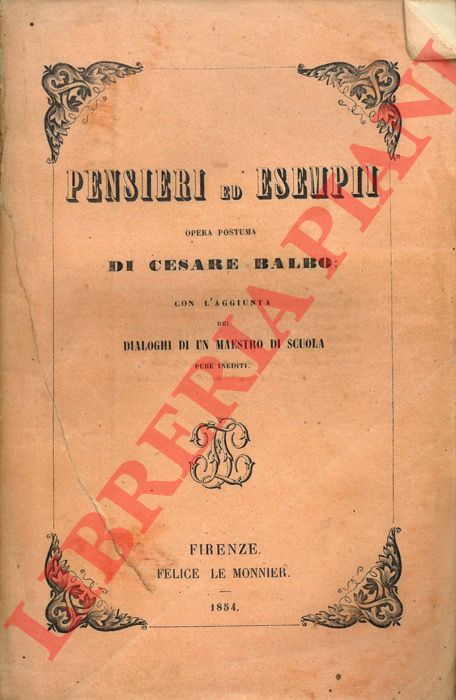 PENSIERI ED ESEMPII
OPERA POSTUMA
DI CESARE BALBO;
CON L'AGGIUNTA
DEI
DIALOGHI DI UN MAESTRO DI SCUOLA
PURE INEDITI.
FIRENZE.
FELICE LE MONNIER.
1854.
LIBRERIA PIANI